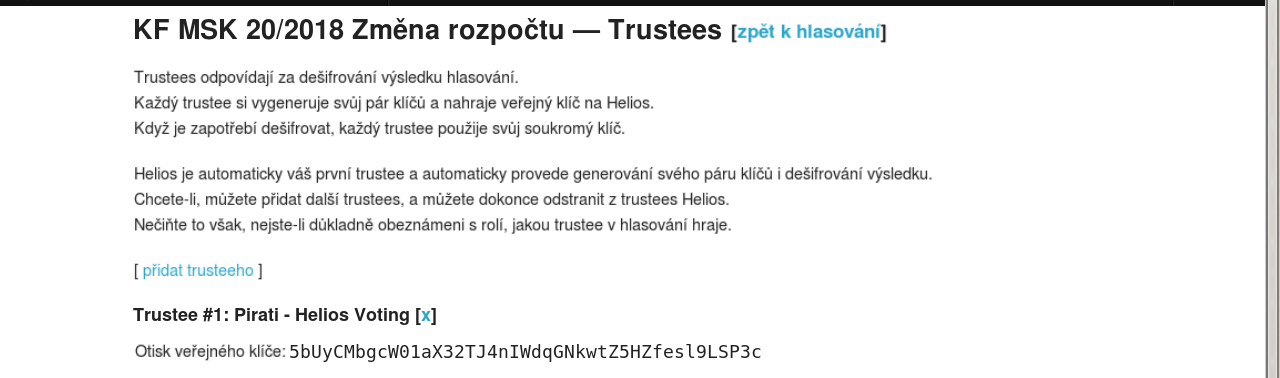 KF MSK 20/2018 Změna rozpočtu — Trustees [zpět k hlasování]
Trustees odpovídají za dešifrování výsledku hlasování.
Každý trustee si vygeneruje svůj pár klíčů a nahraje veřejný klíč na Helios.
Když je zapotřebí dešifrovat, každý trustee použije svůj soukromý klíč.
Helios je automaticky váš první trustee a automaticky provede generování svého páru klíčů i dešifrování výsledku.
Chcete-li, můžete přidat další trustees, a můžete dokonce odstranit z trustees Helios.
Nečiňte to však, nejste-li důkladně obeznámeni s rolí, jakou trustee v hlasování hraje.
[ přidat trusteeho ]
Trustee #1: Pirati - Helios Voting [x]
Otisk veřejného klíče: 5bUyCMbgcW01aX32TJ4nIWdqGNkwtZ5HZfesl9LSP3c